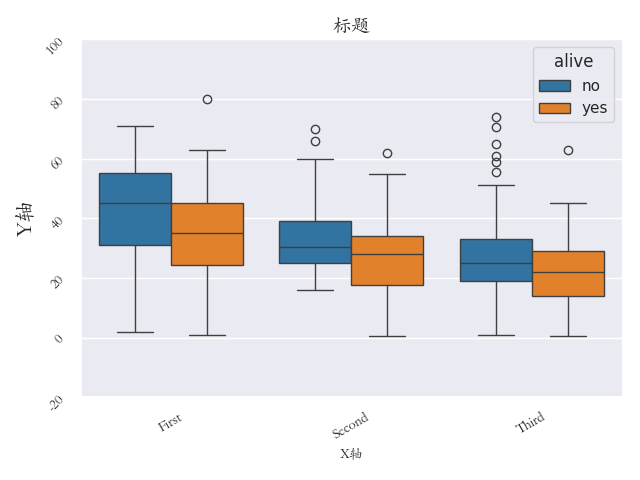 标题
alive
no
yes
Y轴
100
80
60
40
20
0
-20
First
Second
Third
X轴